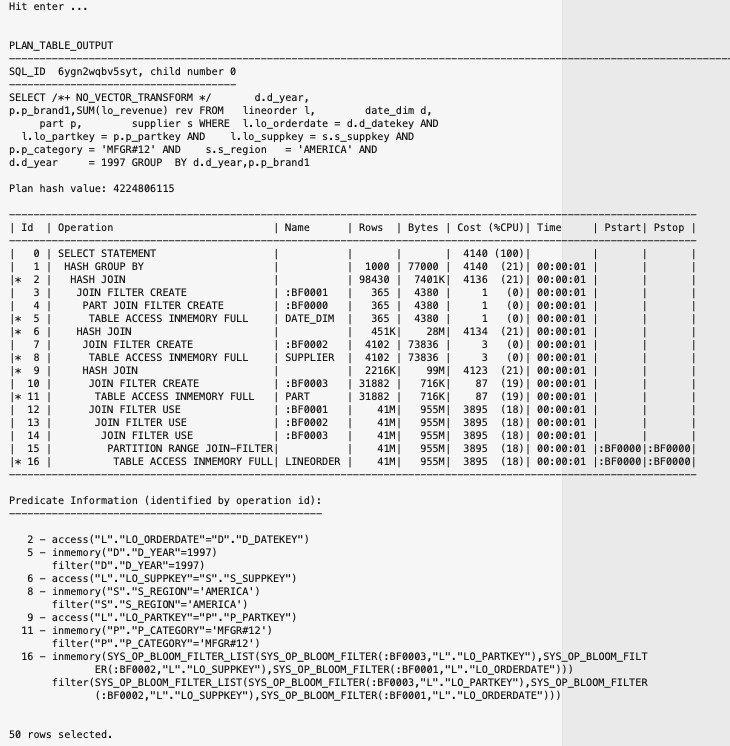 Hit enter ...
PLAN_TABLE_OUTPUT
--------------------------------------------------------------------------------
SQL_ID  6ygn2wqbv5syt, child number 0
-------------------------------------
SELECT /*+ NO_VECTOR_TRANSFORM */       d.d_year,
p.p_brand1,SUM(lo_revenue) rev FROM   lineorder l,        date_dim d,
     part p,        supplier s WHERE  l.lo_orderdate = d.d_datekey AND
  l.lo_partkey = p.p_partkey AND    l.lo_suppkey = s.s_suppkey AND
p.p_category = 'MFGR#12' AND    s.s_region   = 'AMERICA' AND
d.d_year     = 1997 GROUP  BY d.d_year,p.p_brand1
Plan hash value: 4224806115
| Id  | Operation                                    | Name      | Rows  | Bytes | Cost (%CPU)| Time     | Pstart| Pstop |
|   0 | SELECT STATEMENT                             |           |       |       |  4140 (100)|          |       |       |
|   1 |  HASH GROUP BY                               |           |  1000 | 77000 |  4140  (21)| 00:00:01 |       |       |
|*  2 |   HASH JOIN                                  |           | 98430 |  7401K|  4136  (21)| 00:00:01 |       |       |
|   3 |    JOIN FILTER CREATE                        | :BF0001   |   365 |  4380 |     1   (0)| 00:00:01 |       |       |
|   4 |     PART JOIN FILTER CREATE                  | :BF0000   |   365 |  4380 |     1   (0)| 00:00:01 |       |       |
|*  5 |      TABLE ACCESS INMEMORY FULL              | DATE_DIM  |   365 |  4380 |     1   (0)| 00:00:01 |       |       |
|*  6 |    HASH JOIN                                 |           |   451K|    28M|  4134  (21)| 00:00:01 |       |       |
|   7 |     JOIN FILTER CREATE                       | :BF0002   |  4102 | 73836 |     3   (0)| 00:00:01 |       |       |
|*  8 |      TABLE ACCESS INMEMORY FULL              | SUPPLIER  |  4102 | 73836 |     3   (0)| 00:00:01 |       |       |
|*  9 |     HASH JOIN                                |           |  2216K|    99M|  4123  (21)| 00:00:01 |       |       |
|  10 |      JOIN FILTER CREATE                      | :BF0003   | 31882 |   716K|    87  (19)| 00:00:01 |       |       |
|* 11 |       TABLE ACCESS INMEMORY FULL             | PART      | 31882 |   716K|    87  (19)| 00:00:01 |       |       |
|  12 |      JOIN FILTER USE                         | :BF0001   |    41M|   955M|  3895  (18)| 00:00:01 |       |       |
|  13 |       JOIN FILTER USE                        | :BF0002   |    41M|   955M|  3895  (18)| 00:00:01 |       |       |
|  14 |        JOIN FILTER USE                       | :BF0003   |    41M|   955M|  3895  (18)| 00:00:01 |       |       |
|  15 |         PARTITION RANGE JOIN-FILTER|           |    41M|   955M|  3895  (18)| 00:00:01 |:BF0000|:BF0000|
|* 16 |          TABLE ACCESS INMEMORY FULL| LINEORDER |    41M|   955M|  3895  (18)| 00:00:01 |:BF0000|:BF0000|
Predicate Information (identified by operation id):
---------------------------------------------------
   2 - access("L"."LO_ORDERDATE"="D"."D_DATEKEY")
   5 - inmemory("D"."D_YEAR"=1997)
       filter("D"."D_YEAR"=1997)
   6 - access("L"."LO_SUPPKEY"="S"."S_SUPPKEY")
   8 - inmemory("S"."S_REGION"='AMERICA')
       filter("S"."S_REGION"='AMERICA')
   9 - access("L"."LO_PARTKEY"="P"."P_PARTKEY")
  11 - inmemory("P"."P_CATEGORY"='MFGR#12')
       filter("P"."P_CATEGORY"='MFGR#12')
  16 - inmemory(SYS_OP_BLOOM_FILTER_LIST(SYS_OP_BLOOM_FILTER(:BF0003,"L"."LO_PARTKEY"),SYS_OP_BLOOM_FILT
              ER(:BF0002,"L"."LO_SUPPKEY"),SYS_OP_BLOOM_FILTER(:BF0001,"L"."LO_ORDERDATE")))
       filter(SYS_OP_BLOOM_FILTER_LIST(SYS_OP_BLOOM_FILTER(:BF0003,"L"."LO_PARTKEY"),SYS_OP_BLOOM_FILTER
              (:BF0002,"L"."LO_SUPPKEY"),SYS_OP_BLOOM_FILTER(:BF0001,"L"."LO_ORDERDATE")))
50 rows selected.